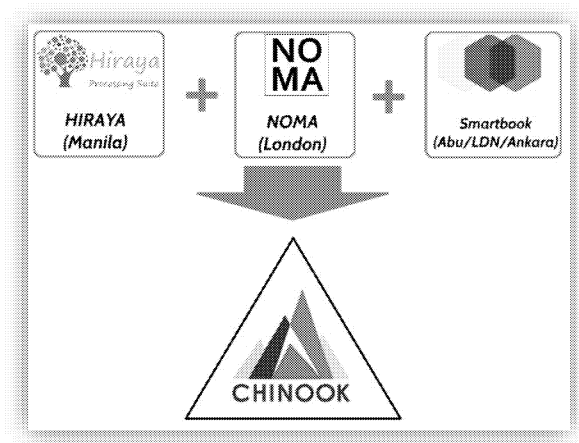 Hiraya
Processing Suite
HIRAYA
(Manila)
+
NO
MA
NOMA
(London)
+
Smartbook
(Abu/LDN/Ankara)
CHINOOK